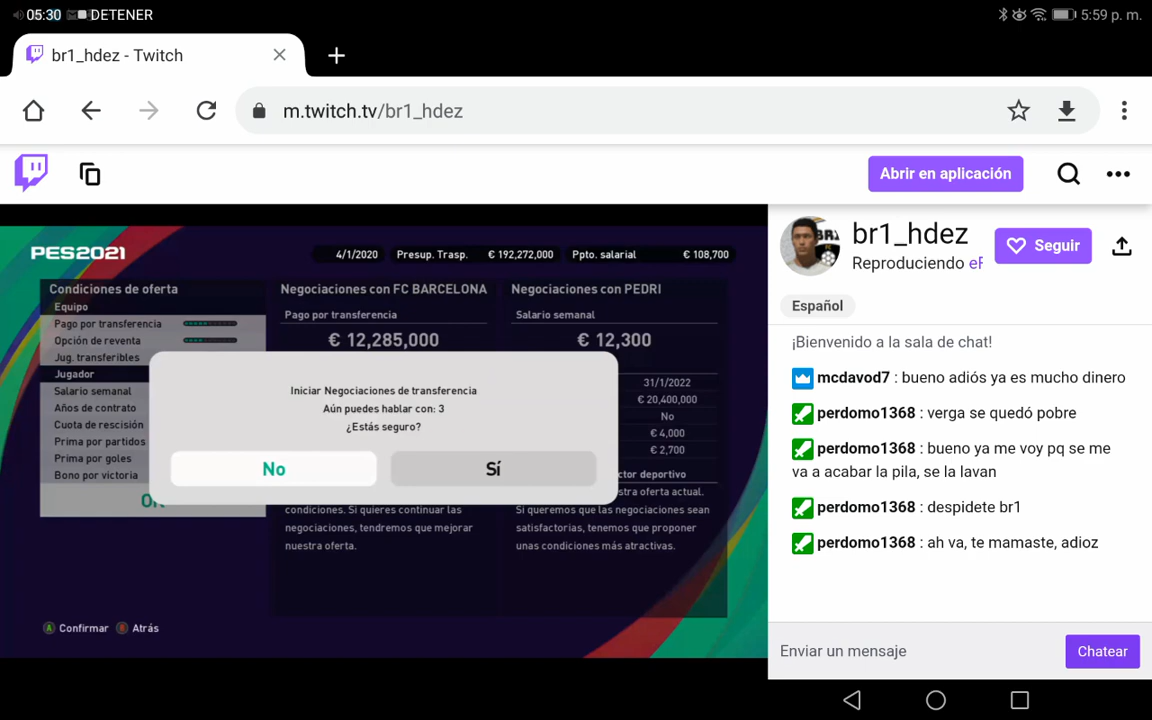 05:30 DETENER 5:59 p. m.
br1_hdez - Twitch
m.twitch.tv/br1_hdez
Abrir en aplicación
PES2021
4/1/2020 Presup. Trasp. € 192,272,000 Ppto. salarial € 108,700
Condiciones de oferta
Equipo
Pago por transferencia
Opción de reventa
Jug. transferibles
Jugador
Salario semanal
Años de contrato
Cuota de rescisión
Prima por partidos
Prima por goles
Bono por victoria
Negociaciones con FC BARCELONA
Pago por transferencia
€ 12,285,000
Negociaciones con PEDRI
Salario semanal
€ 12,300
31/1/2022
€ 20,400,000
No
€ 4,000
€ 2,700
Iniciar Negociaciones de transferencia
Aún puedes hablar con: 3
¿Estás seguro?
No
Sí
condiciones. Si quieres continuar las
negociaciones, tendremos que mejorar
nuestra oferta.
ctor deportivo
stra oferta actual.
Si queremos que las negociaciones sean
satisfactorias, tenemos que proponer
unas condiciones más atractivas.
A Confirmar B Atrás
br1_hdez
Reproduciendo eF
Seguir
Español
¡Bienvenido a la sala de chat!
mcdavod7 : bueno adiós ya es mucho dinero
perdomo1368 : verga se quedó pobre
perdomo1368 : bueno ya me voy pq se me
va a acabar la pila, se la lavan
perdomo1368 : despidete br1
perdomo1368 : ah va, te mamaste, adioz
Enviar un mensaje
Chatear